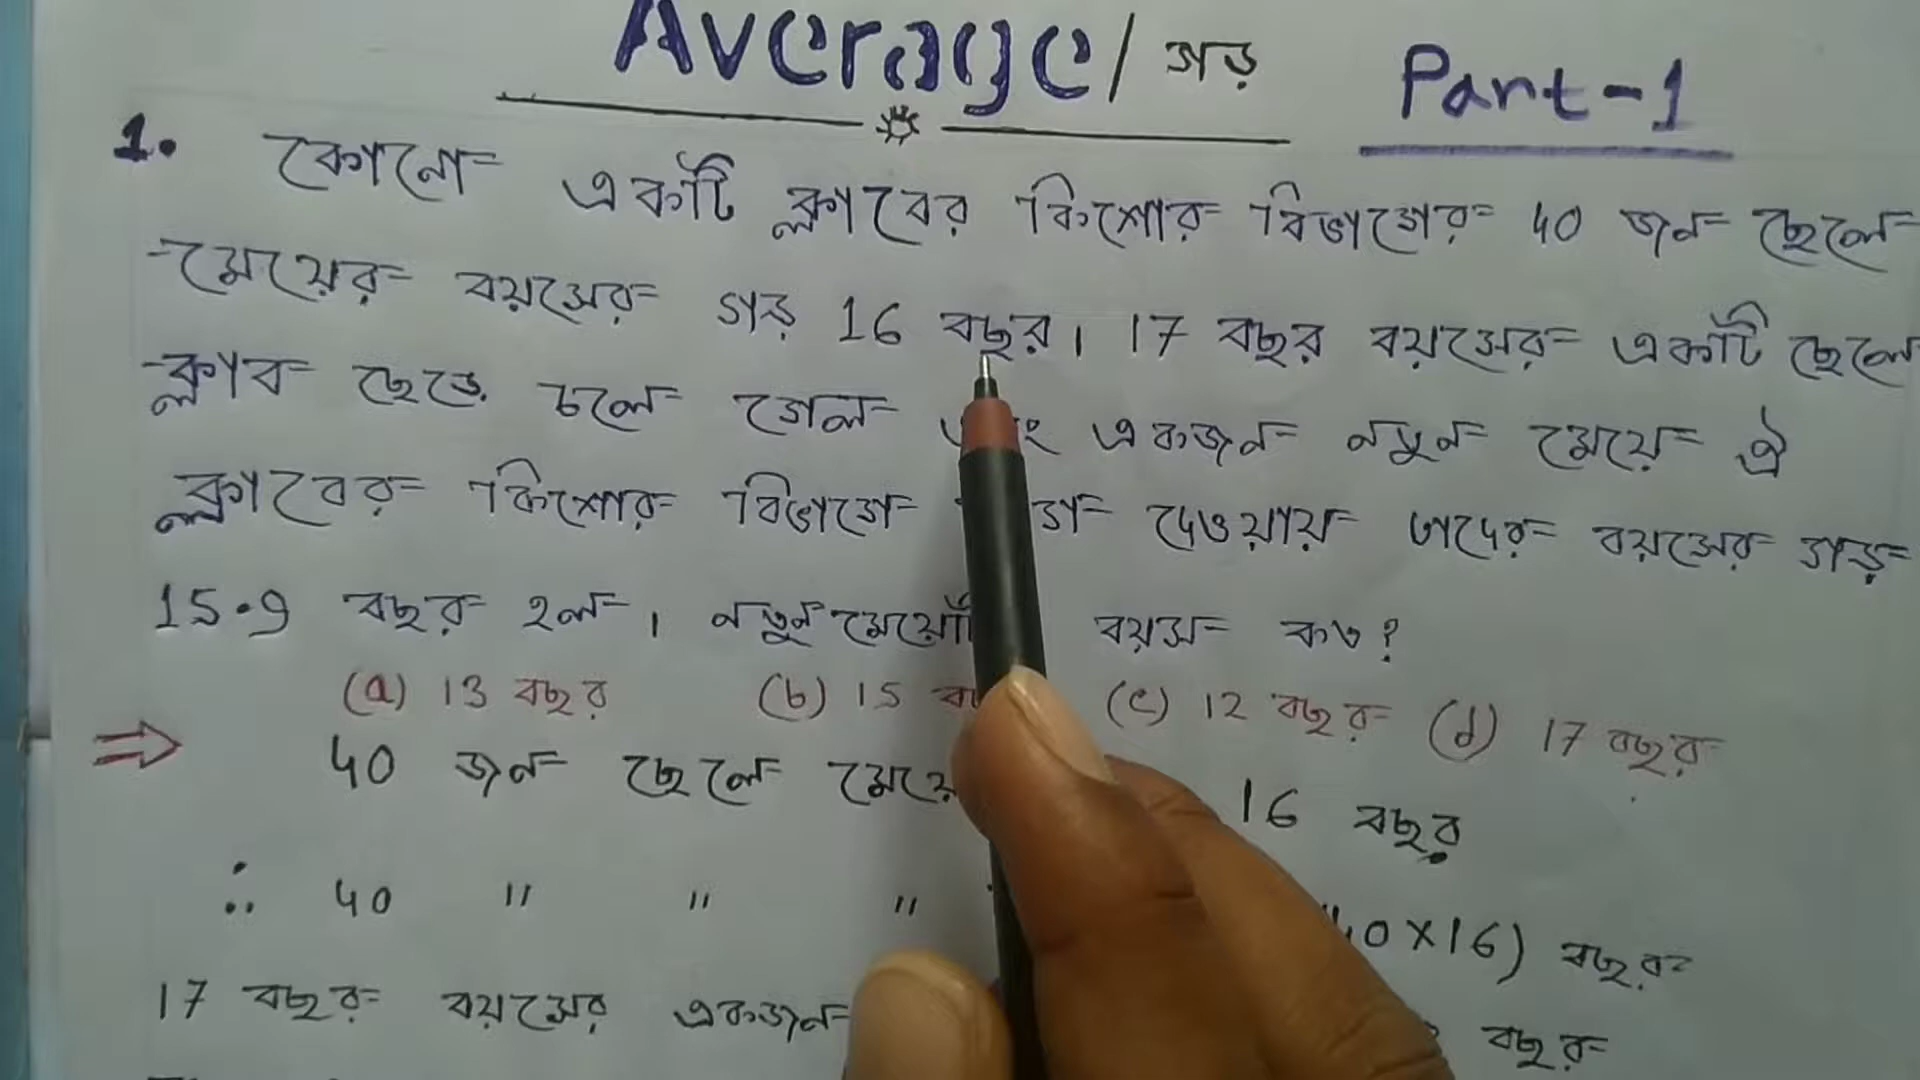 Average / গড় Part-1
1. কোনো একটি ক্লাবের কিশোর বিভাগের 40 জন ছেলে
মেয়ের বয়সের গড় 16 বছর। 17 বছর বয়সের একটি ছেলে
ক্লাব ছেড়ে চলে গেল একজন নতুন মেয়ে ঐ
ক্লাবের কিশোর বিভাগে দেওয়ায় তাদের বয়সের গড়
15.9 বছর হল। নতুন মেয়েটি বয়স কত?
(a) 13 বছর (b) 15 (c) 12 বছর (d) 17 বছর
⇒ 40 জন ছেলে 16 বছর
∴ 40 " " " 40×16) বছর
17 বছর বয়সের একজন বছর